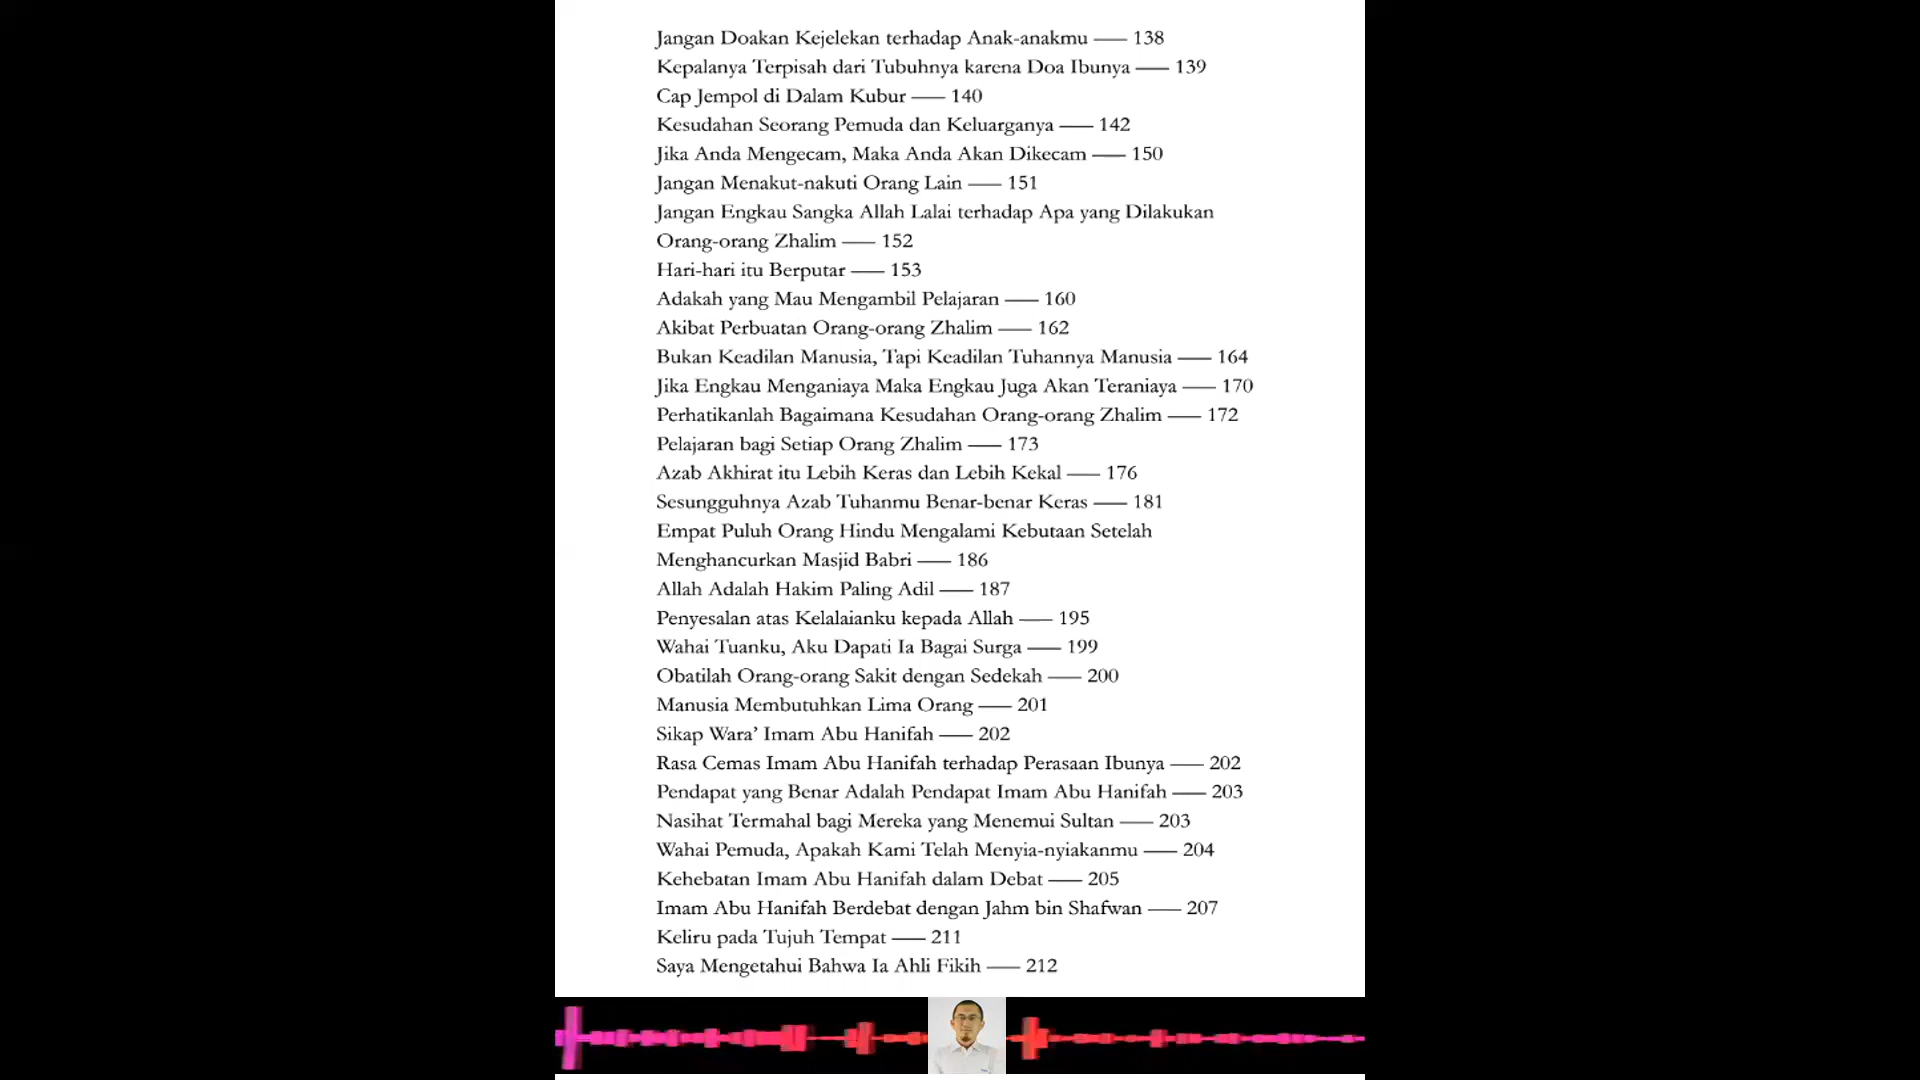 Jangan Doakan Kejelekan terhadap Anak-anakmu —— 138
Kepalanya Terpisah dari Tubuhnya karena Doa Ibunya —— 139
Cap Jempol di Dalam Kubur —— 140
Kesudahan Seorang Pemuda dan Keluarganya —— 142
Jika Anda Mengecam, Maka Anda Akan Dikecam —— 150
Jangan Menakut-nakuti Orang Lain —— 151
Jangan Engkau Sangka Allah Lalai terhadap Apa yang Dilakukan
Orang-orang Zhalim —— 152
Hari-hari itu Berputar —— 153
Adakah yang Mau Mengambil Pelajaran —— 160
Akibat Perbuatan Orang-orang Zhalim —— 162
Bukan Keadilan Manusia, Tapi Keadilan Tuhannya Manusia —— 164
Jika Engkau Menganiaya Maka Engkau Juga Akan Teraniaya —— 170
Perhatikanlah Bagaimana Kesudahan Orang-orang Zhalim —— 172
Pelajaran bagi Setiap Orang Zhalim —— 173
Azab Akhirat itu Lebih Keras dan Lebih Kekal —— 176
Sesungguhnya Azab Tuhanmu Benar-benar Keras —— 181
Empat Puluh Orang Hindu Mengalami Kebutaan Setelah
Menghancurkan Masjid Babri —— 186
Allah Adalah Hakim Paling Adil —— 187
Penyesalan atas Kelalaianku kepada Allah —— 195
Wahai Tuanku, Aku Dapati Ia Bagai Surga —— 199
Obatilah Orang-orang Sakit dengan Sedekah —— 200
Manusia Membutuhkan Lima Orang —— 201
Sikap Wara’ Imam Abu Hanifah —— 202
Rasa Cemas Imam Abu Hanifah terhadap Perasaan Ibunya —— 202
Pendapat yang Benar Adalah Pendapat Imam Abu Hanifah —— 203
Nasihat Termahal bagi Mereka yang Menemui Sultan —— 203
Wahai Pemuda, Apakah Kami Telah Menyia-nyiakanmu —— 204
Kehebatan Imam Abu Hanifah dalam Debat —— 205
Imam Abu Hanifah Berdebat dengan Jahm bin Shafwan —— 207
Keliru pada Tujuh Tempat —— 211
Saya Mengetahui Bahwa Ia Ahli Fikih —— 212